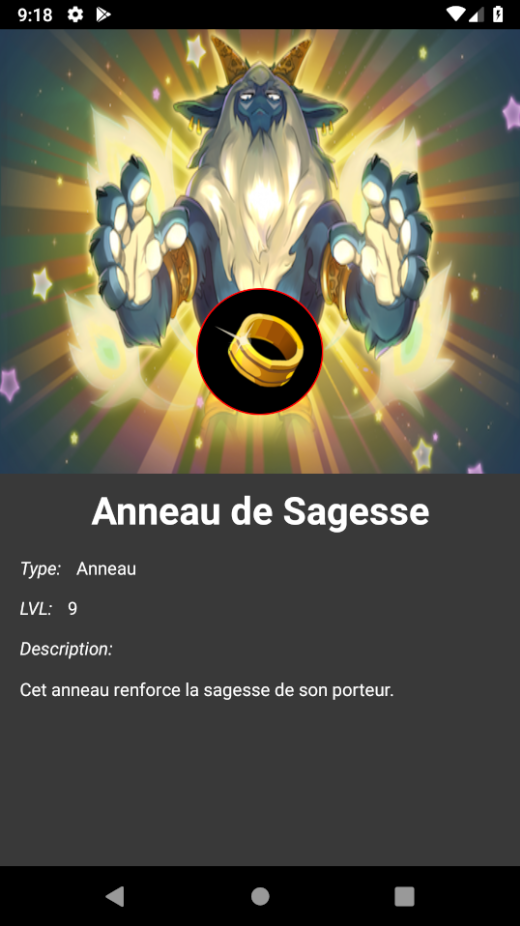 9:18
Anneau de Sagesse
Type: Anneau
LVL: 9
Description:
Cet anneau renforce la sagesse de son porteur.